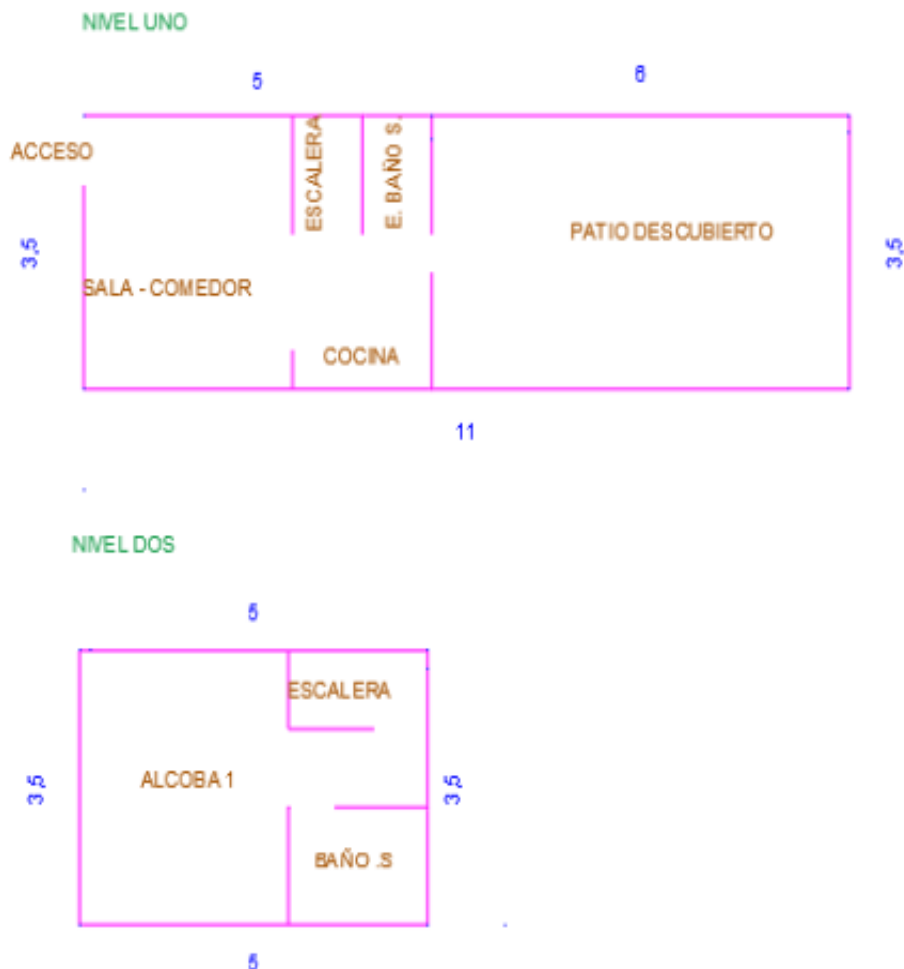 NIVEL UNO
5
6
ACCESO
ESCALERA
E. BAÑO S.
PATIO DESCUBIERTO
3,5
3,5
SALA - COMEDOR
COCINA
11
NIVEL DOS
5
ESCALERA
3,5
ALCOBA 1
3,5
BAÑO .S
5